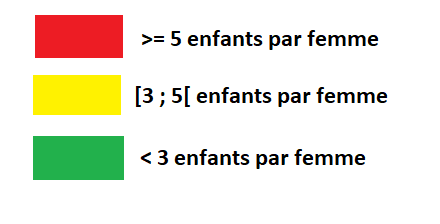 >= 5 enfants par femme
[3 ; 5[ enfants par femme
< 3 enfants par femme